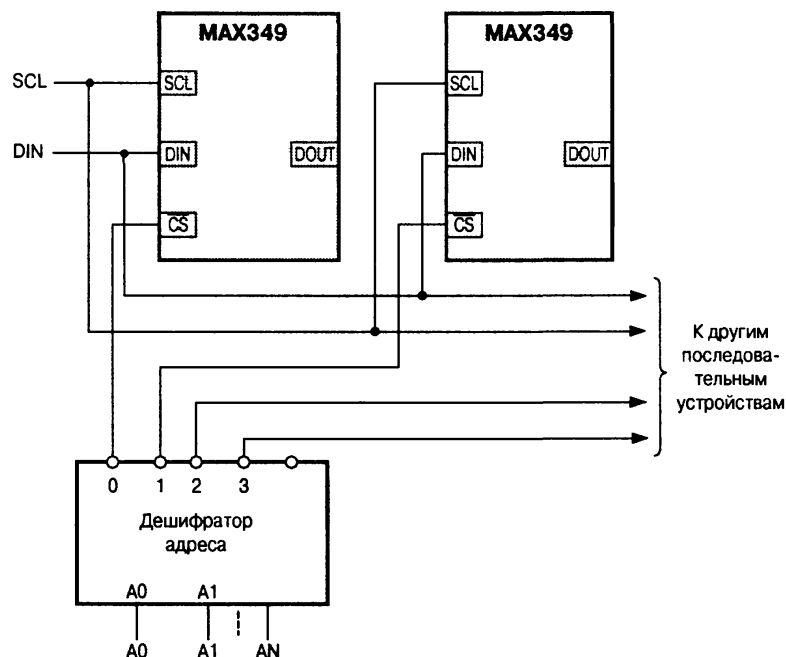 MAX349
MAX349
SCL
SCL
SCL
DIN
DIN
DOUT
DIN
DOUT
CS
CS
К другим
последова-
тельным
устройствам
0 1 2 3
Дешифратор
адреса
A0 A1
A0 A1 AN